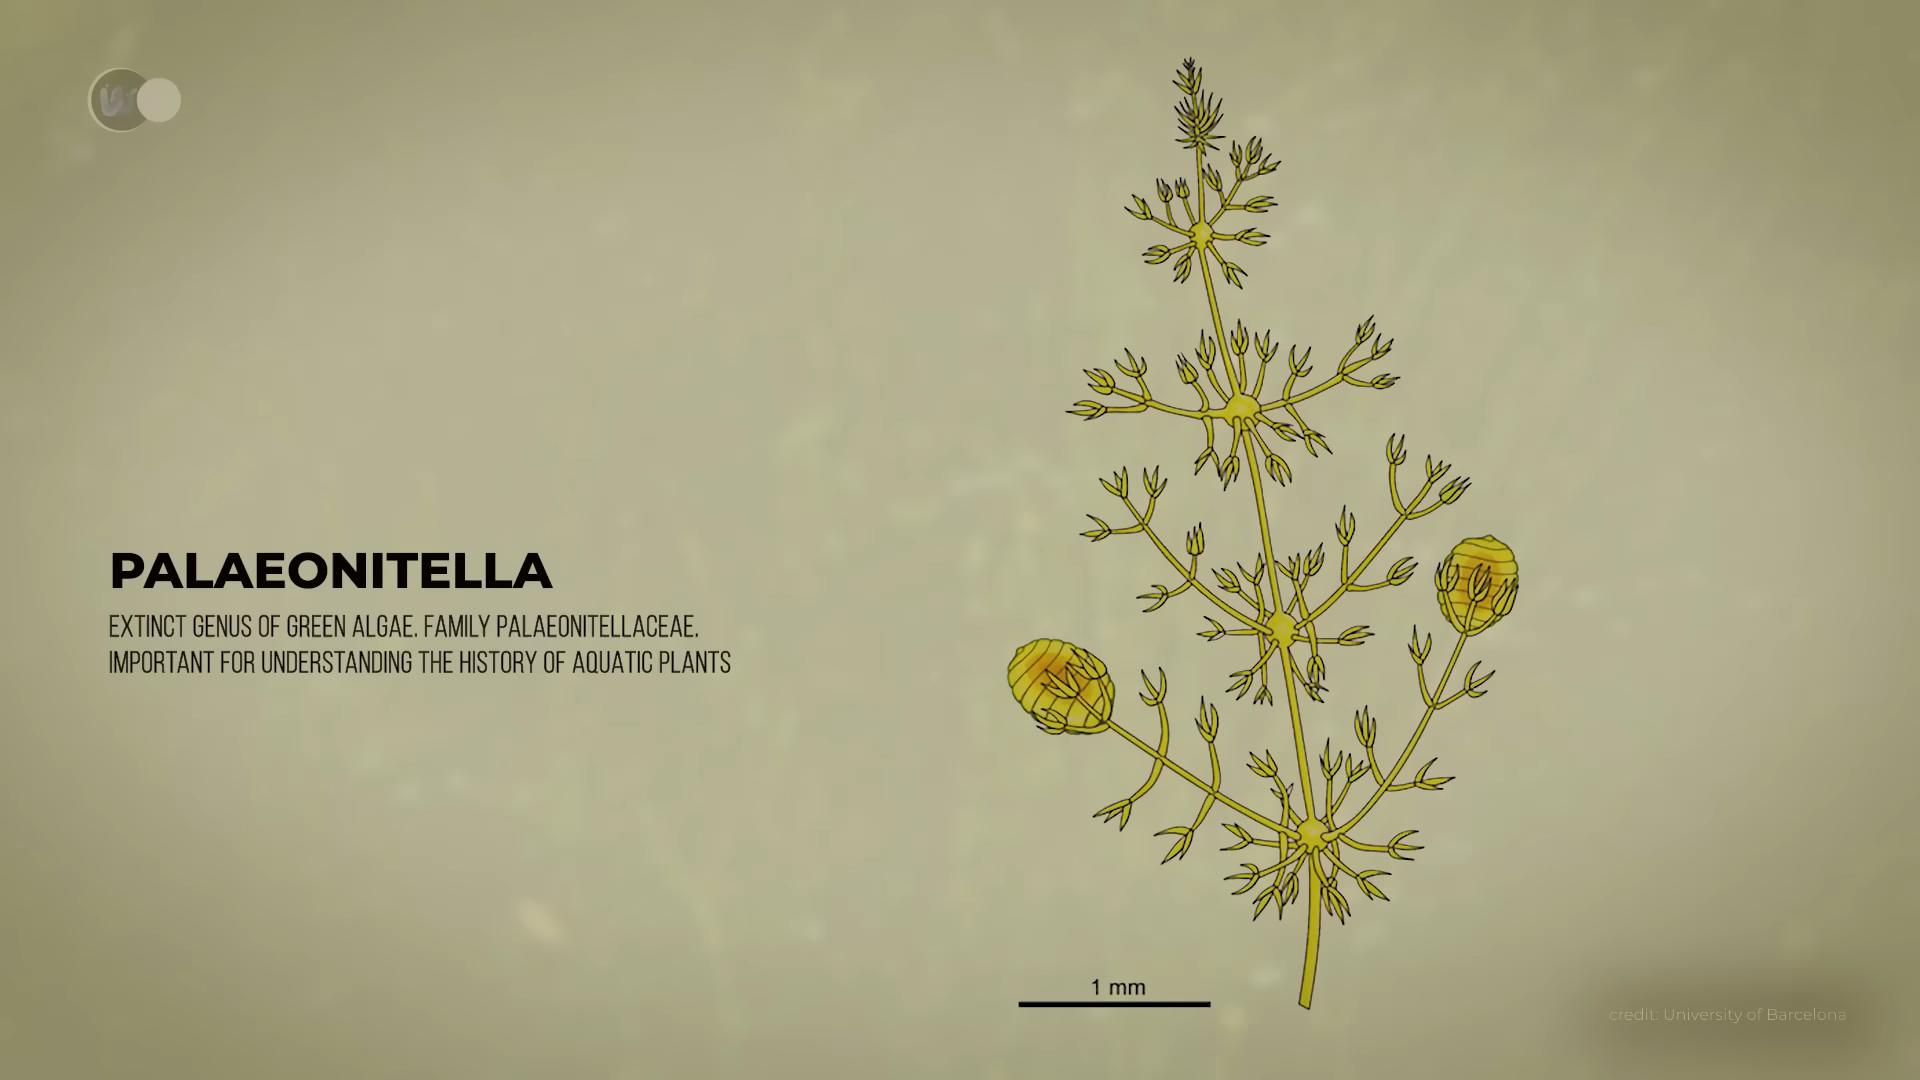 PALAEONITELLA
EXTINCT GENUS OF GREEN ALGAE. FAMILY PALAEONITELLACEAE.
IMPORTANT FOR UNDERSTANDING THE HISTORY OF AQUATIC PLANTS
1 mm
credit: University of Barcelona